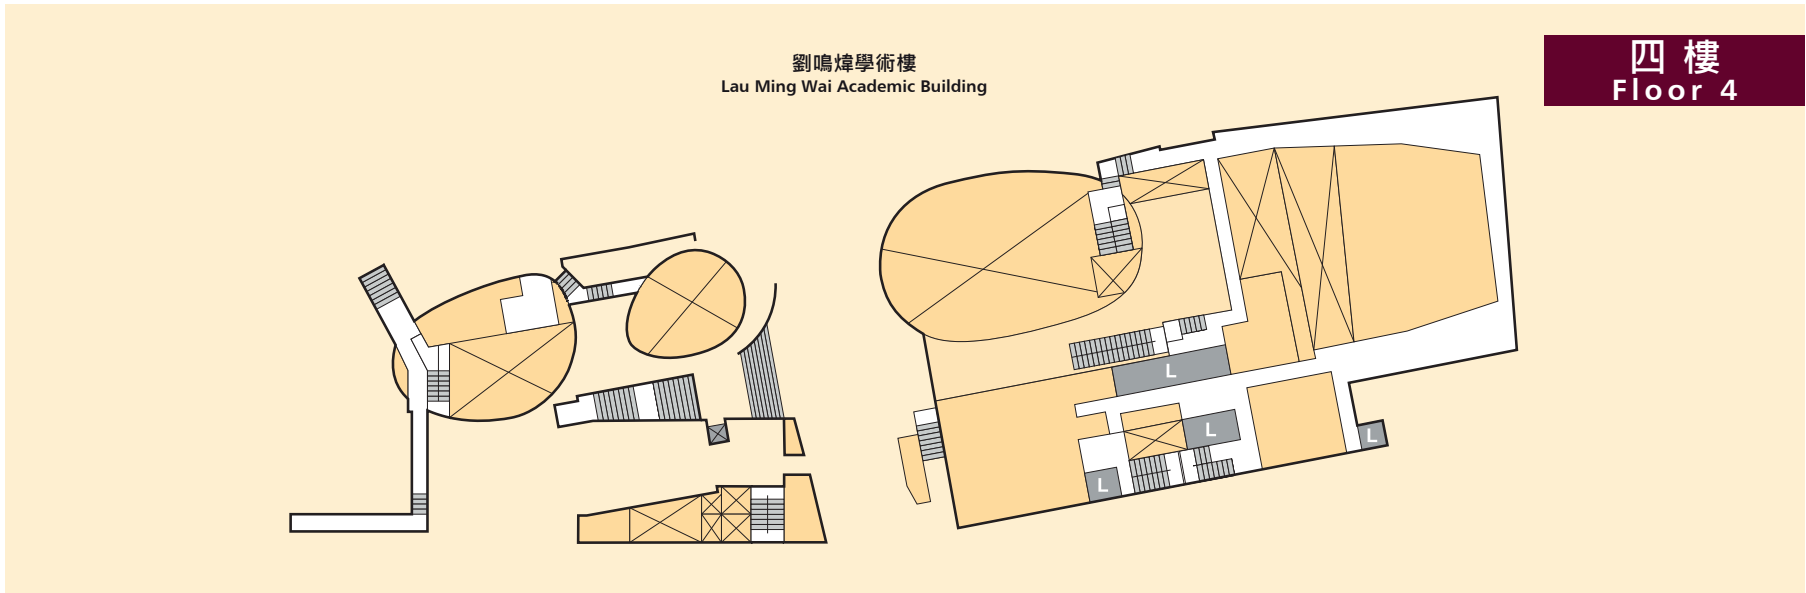 劉鳴煒學術樓
Lau Ming Wai Academic Building
四樓
Floor 4
L
L
L
L